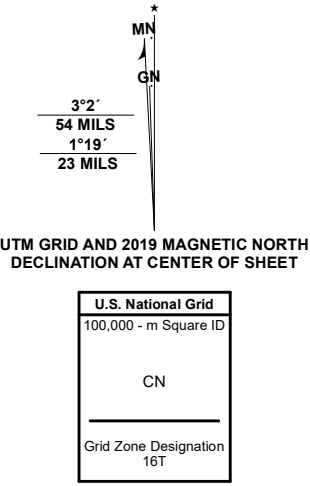 ★
MN
GN
3°2´
54 MILS
1°19´
23 MILS
UTM GRID AND 2019 MAGNETIC NORTH
DECLINATION AT CENTER OF SHEET
U.S. National Grid
100,000 - m Square ID
CN
Grid Zone Designation
16T